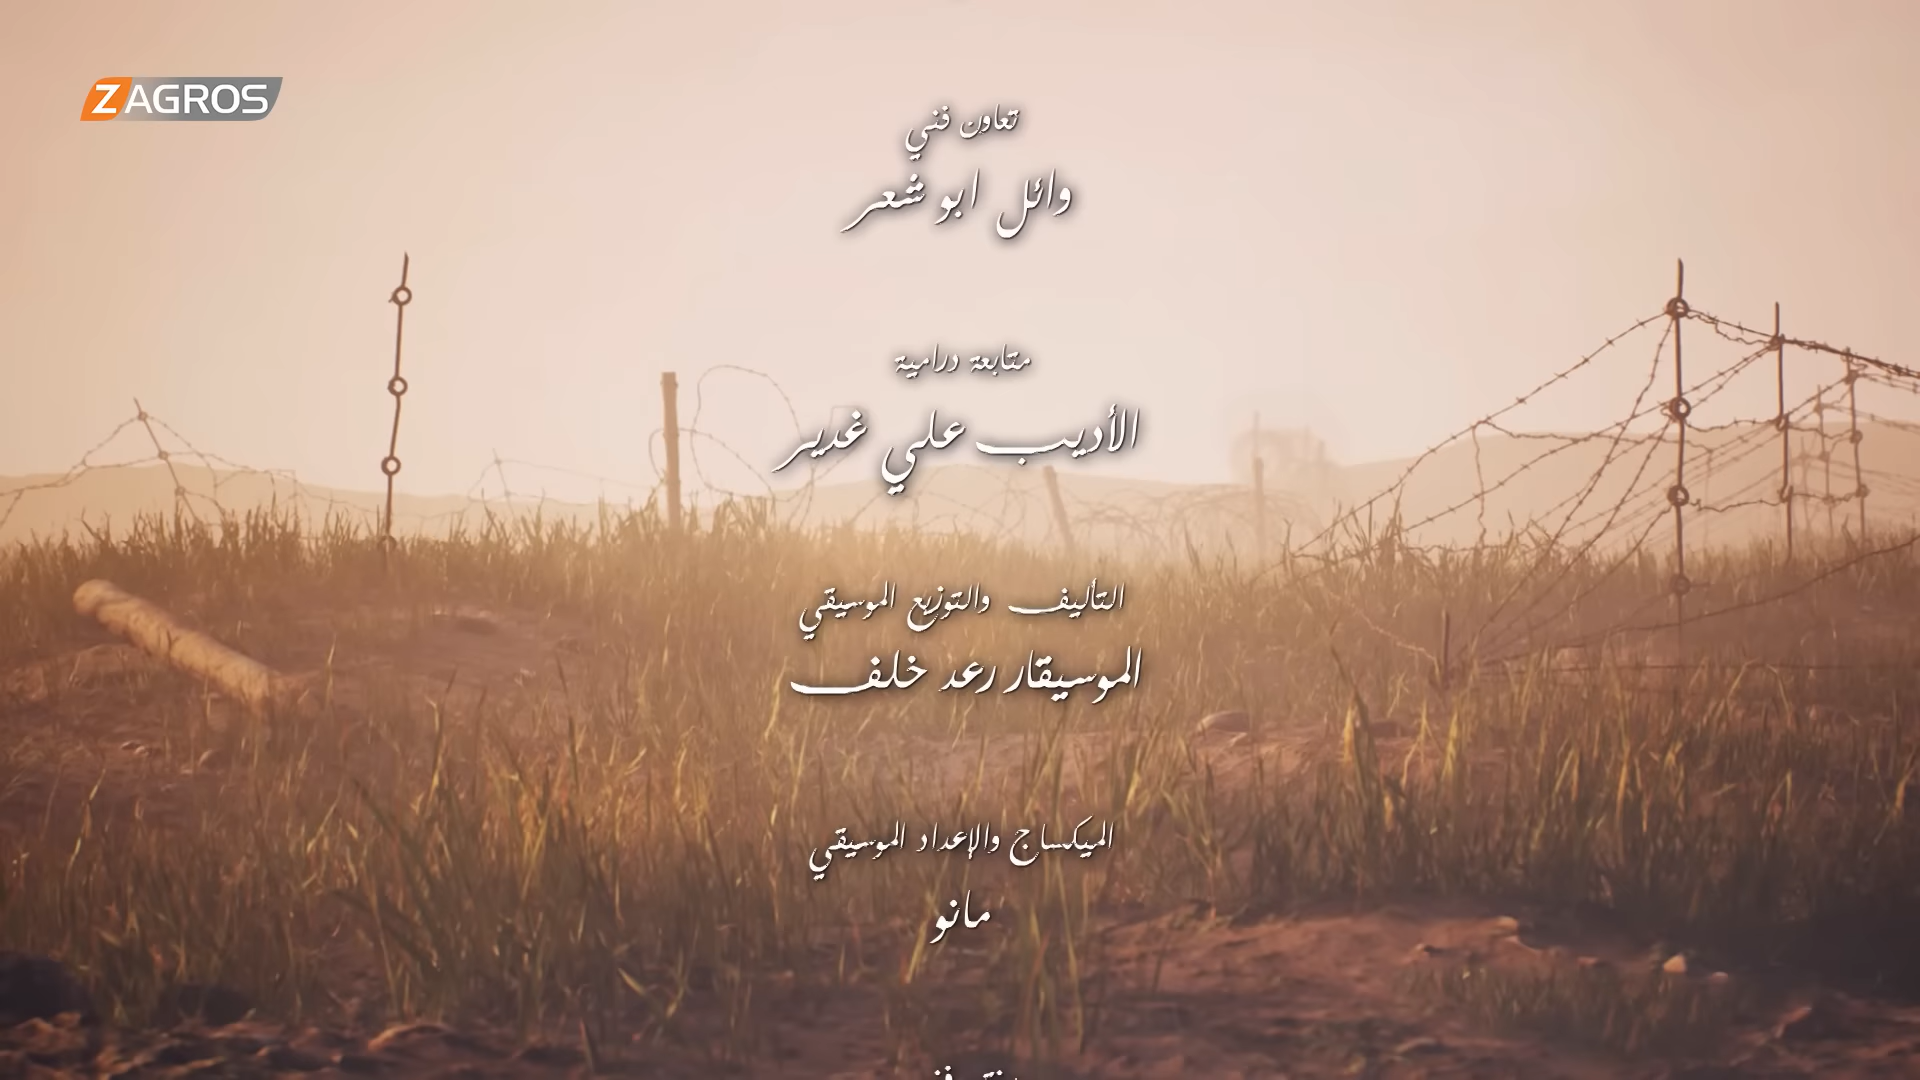 ZAGROS
تعاون فني
وائل ابو شعر
متابعة درامية
الأديب علي غدير
التأليف والتوزيع الموسيقي
الموسيقار رعد خلف
الميكساج والإعداد الموسيقي
مانو